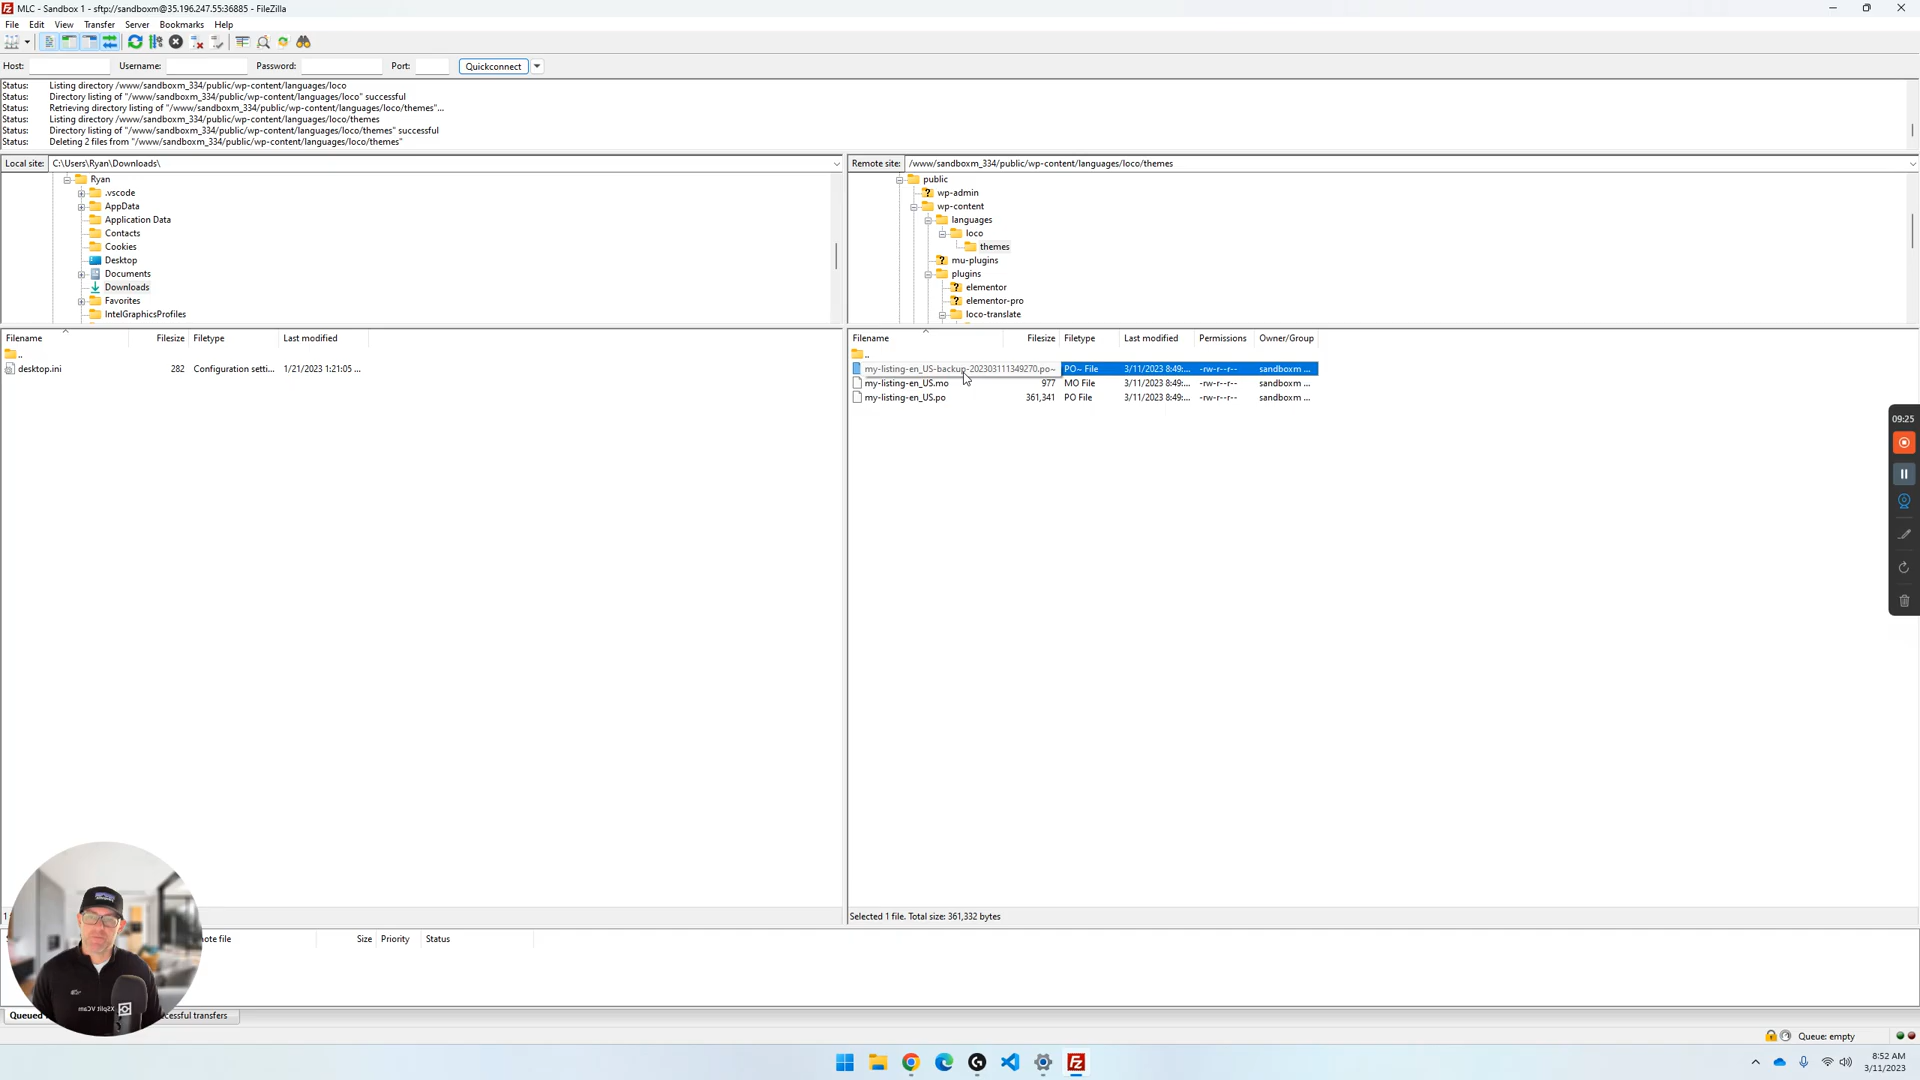 MLC - Sandbox 1 - sftp://sandboxm@35.196.247.55:36885 - FileZilla
File Edit View Transfer Server Bookmarks Help
Host: Username: Password: Port: Quickconnect
Status: Listing directory /www/sandboxm_334/public/wp-content/languages/loco
Status: Directory listing of "/www/sandboxm_334/public/wp-content/languages/loco" successful
Status: Retrieving directory listing of "/www/sandboxm_334/public/wp-content/languages/loco/themes"...
Status: Listing directory /www/sandboxm_334/public/wp-content/languages/loco/themes
Status: Directory listing of "/www/sandboxm_334/public/wp-content/languages/loco/themes" successful
Status: Deleting 2 files from "/www/sandboxm_334/public/wp-content/languages/loco/themes"
Local site: C:\Users\Ryan\Downloads\
Ryan
.vscode
AppData
Application Data
Contacts
Cookies
Desktop
Documents
Downloads
Favorites
IntelGraphicsProfiles
Filename Filesize Filetype Last modified
..
desktop.ini 282 Configuration setti... 1/21/2023 1:21:05 ...
Remote site: /www/sandboxm_334/public/wp-content/languages/loco/themes
public
wp-admin
wp-content
languages
loco
themes
mu-plugins
plugins
elementor
elementor-pro
loco-translate
Filename Filesize Filetype Last modified Permissions Owner/Group
..
my-listing-en_US-backup-202303111349270.po~ PO~ File 3/11/2023 8:49:... -rw-r--r-- sandboxm ...
my-listing-en_US.mo 977 MO File 3/11/2023 8:49:... -rw-r--r-- sandboxm ...
my-listing-en_US.po 361,341 PO File 3/11/2023 8:49:... -rw-r--r-- sandboxm ...
09:25
Selected 1 file. Total size: 361,332 bytes
file Size Priority Status
XSplit VCam
Queued transfers
Queue: empty
8:52 AM
3/11/2023